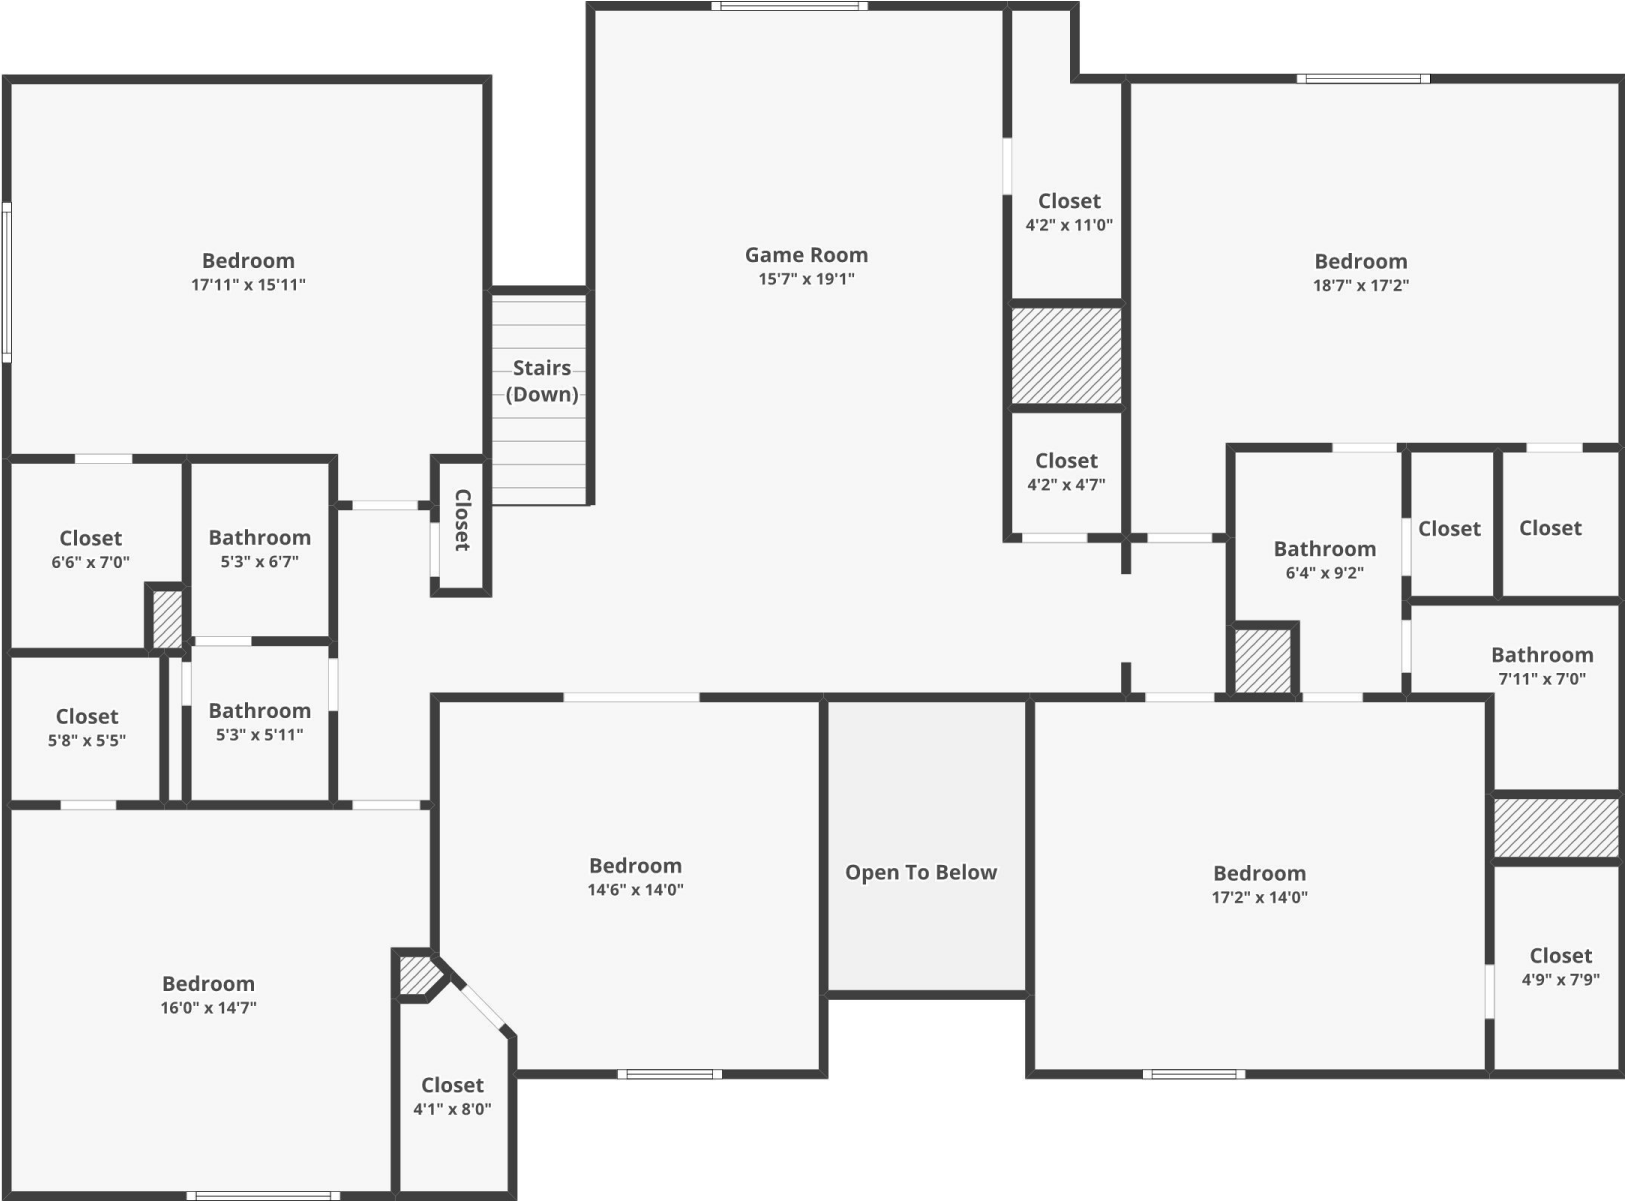 Closet
4'2" x 11'0"
Game Room
15'7" x 19'1"
Bedroom
17'11" x 15'11"
Bedroom
18'7" x 17'2"
Stairs
(Down)
Closet
4'2" x 4'7"
Closet
Closet
6'6" x 7'0"
Bathroom
5'3" x 6'7"
Bathroom
6'4" x 9'2"
Closet
Closet
Bathroom
7'11" x 7'0"
Closet
5'8" x 5'5"
Bathroom
5'3" x 5'11"
Bedroom
14'6" x 14'0"
Open To Below
Bedroom
17'2" x 14'0"
Closet
4'9" x 7'9"
Bedroom
16'0" x 14'7"
Closet
4'1" x 8'0"